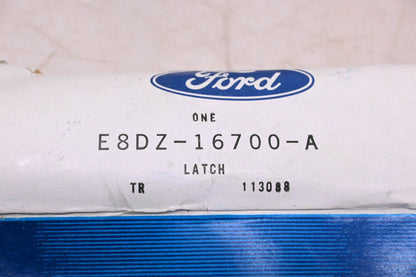 Ford
ONE
E8DZ-16700-A
LATCH
TR 113088